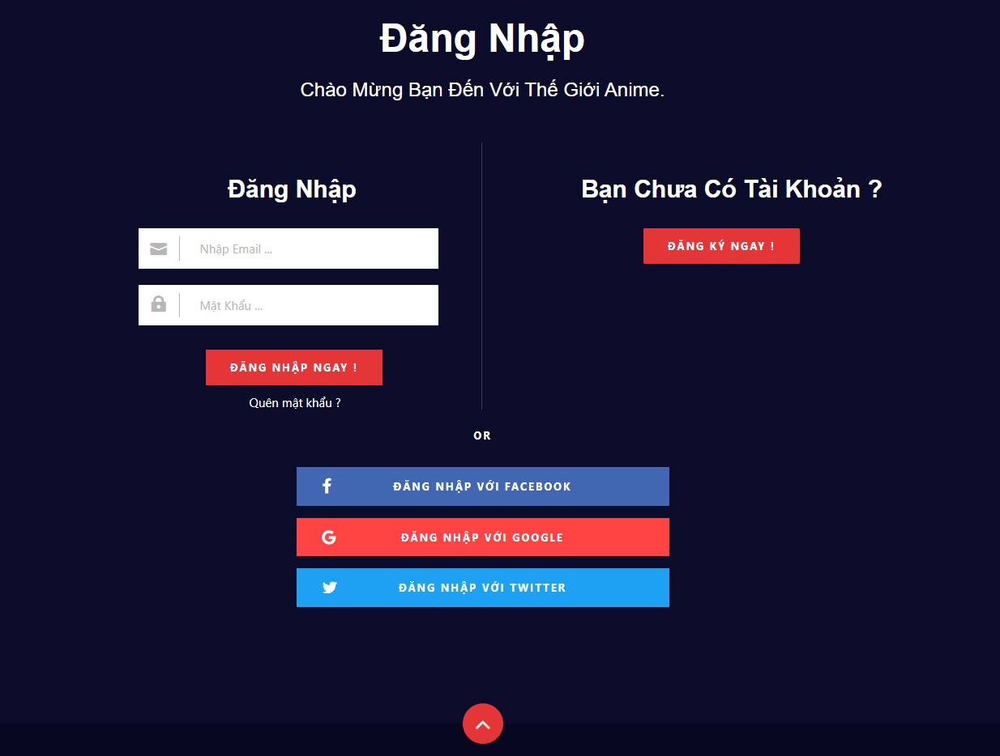 Đăng Nhập
Chào Mừng Bạn Đến Với Thế Giới Anime.
Đăng Nhập
Nhập Email ...
Mật Khẩu ...
ĐĂNG NHẬP NGAY !
Quên mật khẩu ?
Bạn Chưa Có Tài Khoản ?
ĐĂNG KÝ NGAY !
OR
ĐĂNG NHẬP VỚI FACEBOOK
ĐĂNG NHẬP VỚI GOOGLE
ĐĂNG NHẬP VỚI TWITTER